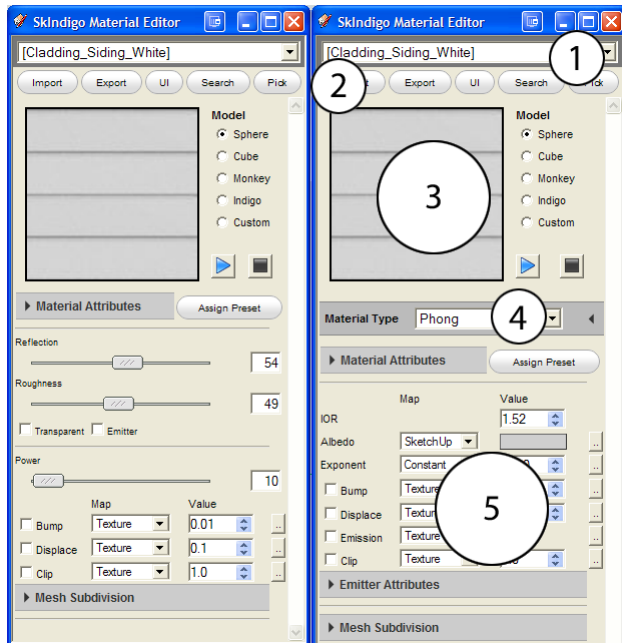 SkIndigo Material Editor
[Cladding_Siding_White]
Import Export UI Search Pick
Model
Sphere
Cube
Monkey
Indigo
Custom
Material Attributes Assign Preset
Reflection
54
Roughness
49
Transparent Emitter
Power
10
Map Value
Bump Texture 0.01 ..
Displace Texture 0.1 ..
Clip Texture 1.0 ..
Mesh Subdivision
SkIndigo Material Editor
[Cladding_Siding_White]
1
2
Export UI Search Pick
Model
Sphere
Cube
Monkey
Indigo
Custom
3
Material Type Phong
4
Material Attributes Assign Preset
Map Value
IOR 1.52
Albedo SketchUp ..
Exponent Constant ..
Bump Texture ..
Displace ..
Emission Texture ..
Clip Texture ..
5
Emitter Attributes
Mesh Subdivision